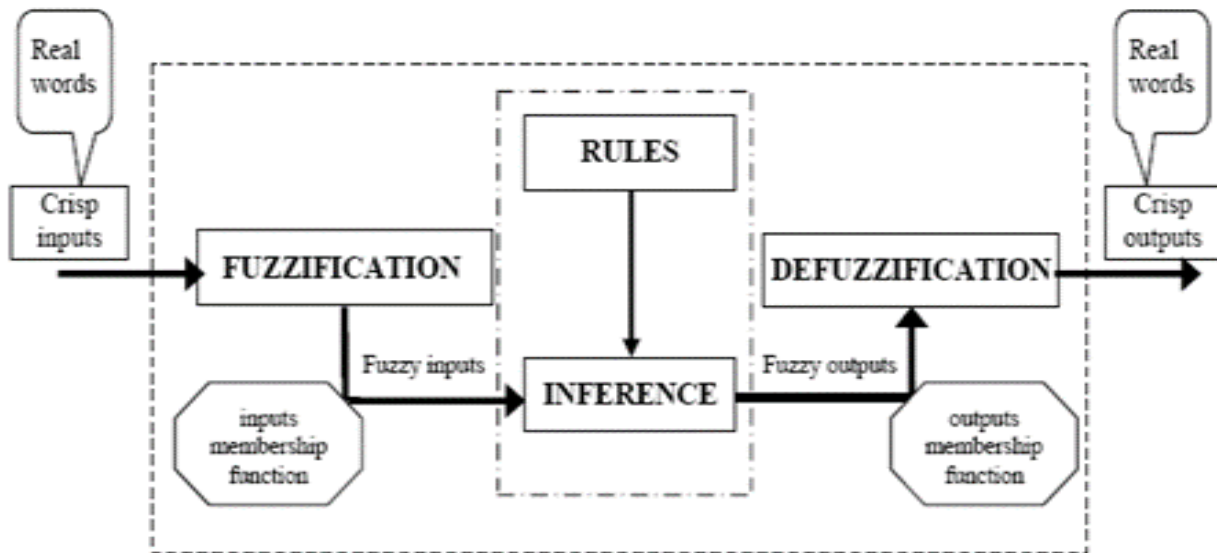 Real
words
Crisp
inputs
FUZZIFICATION
Fuzzy inputs
inputs
membership
function
RULES
INFERENCE
Fuzzy outputs
outputs
membership
function
DEFUZZIFICATION
Real
words
Crisp
outputs